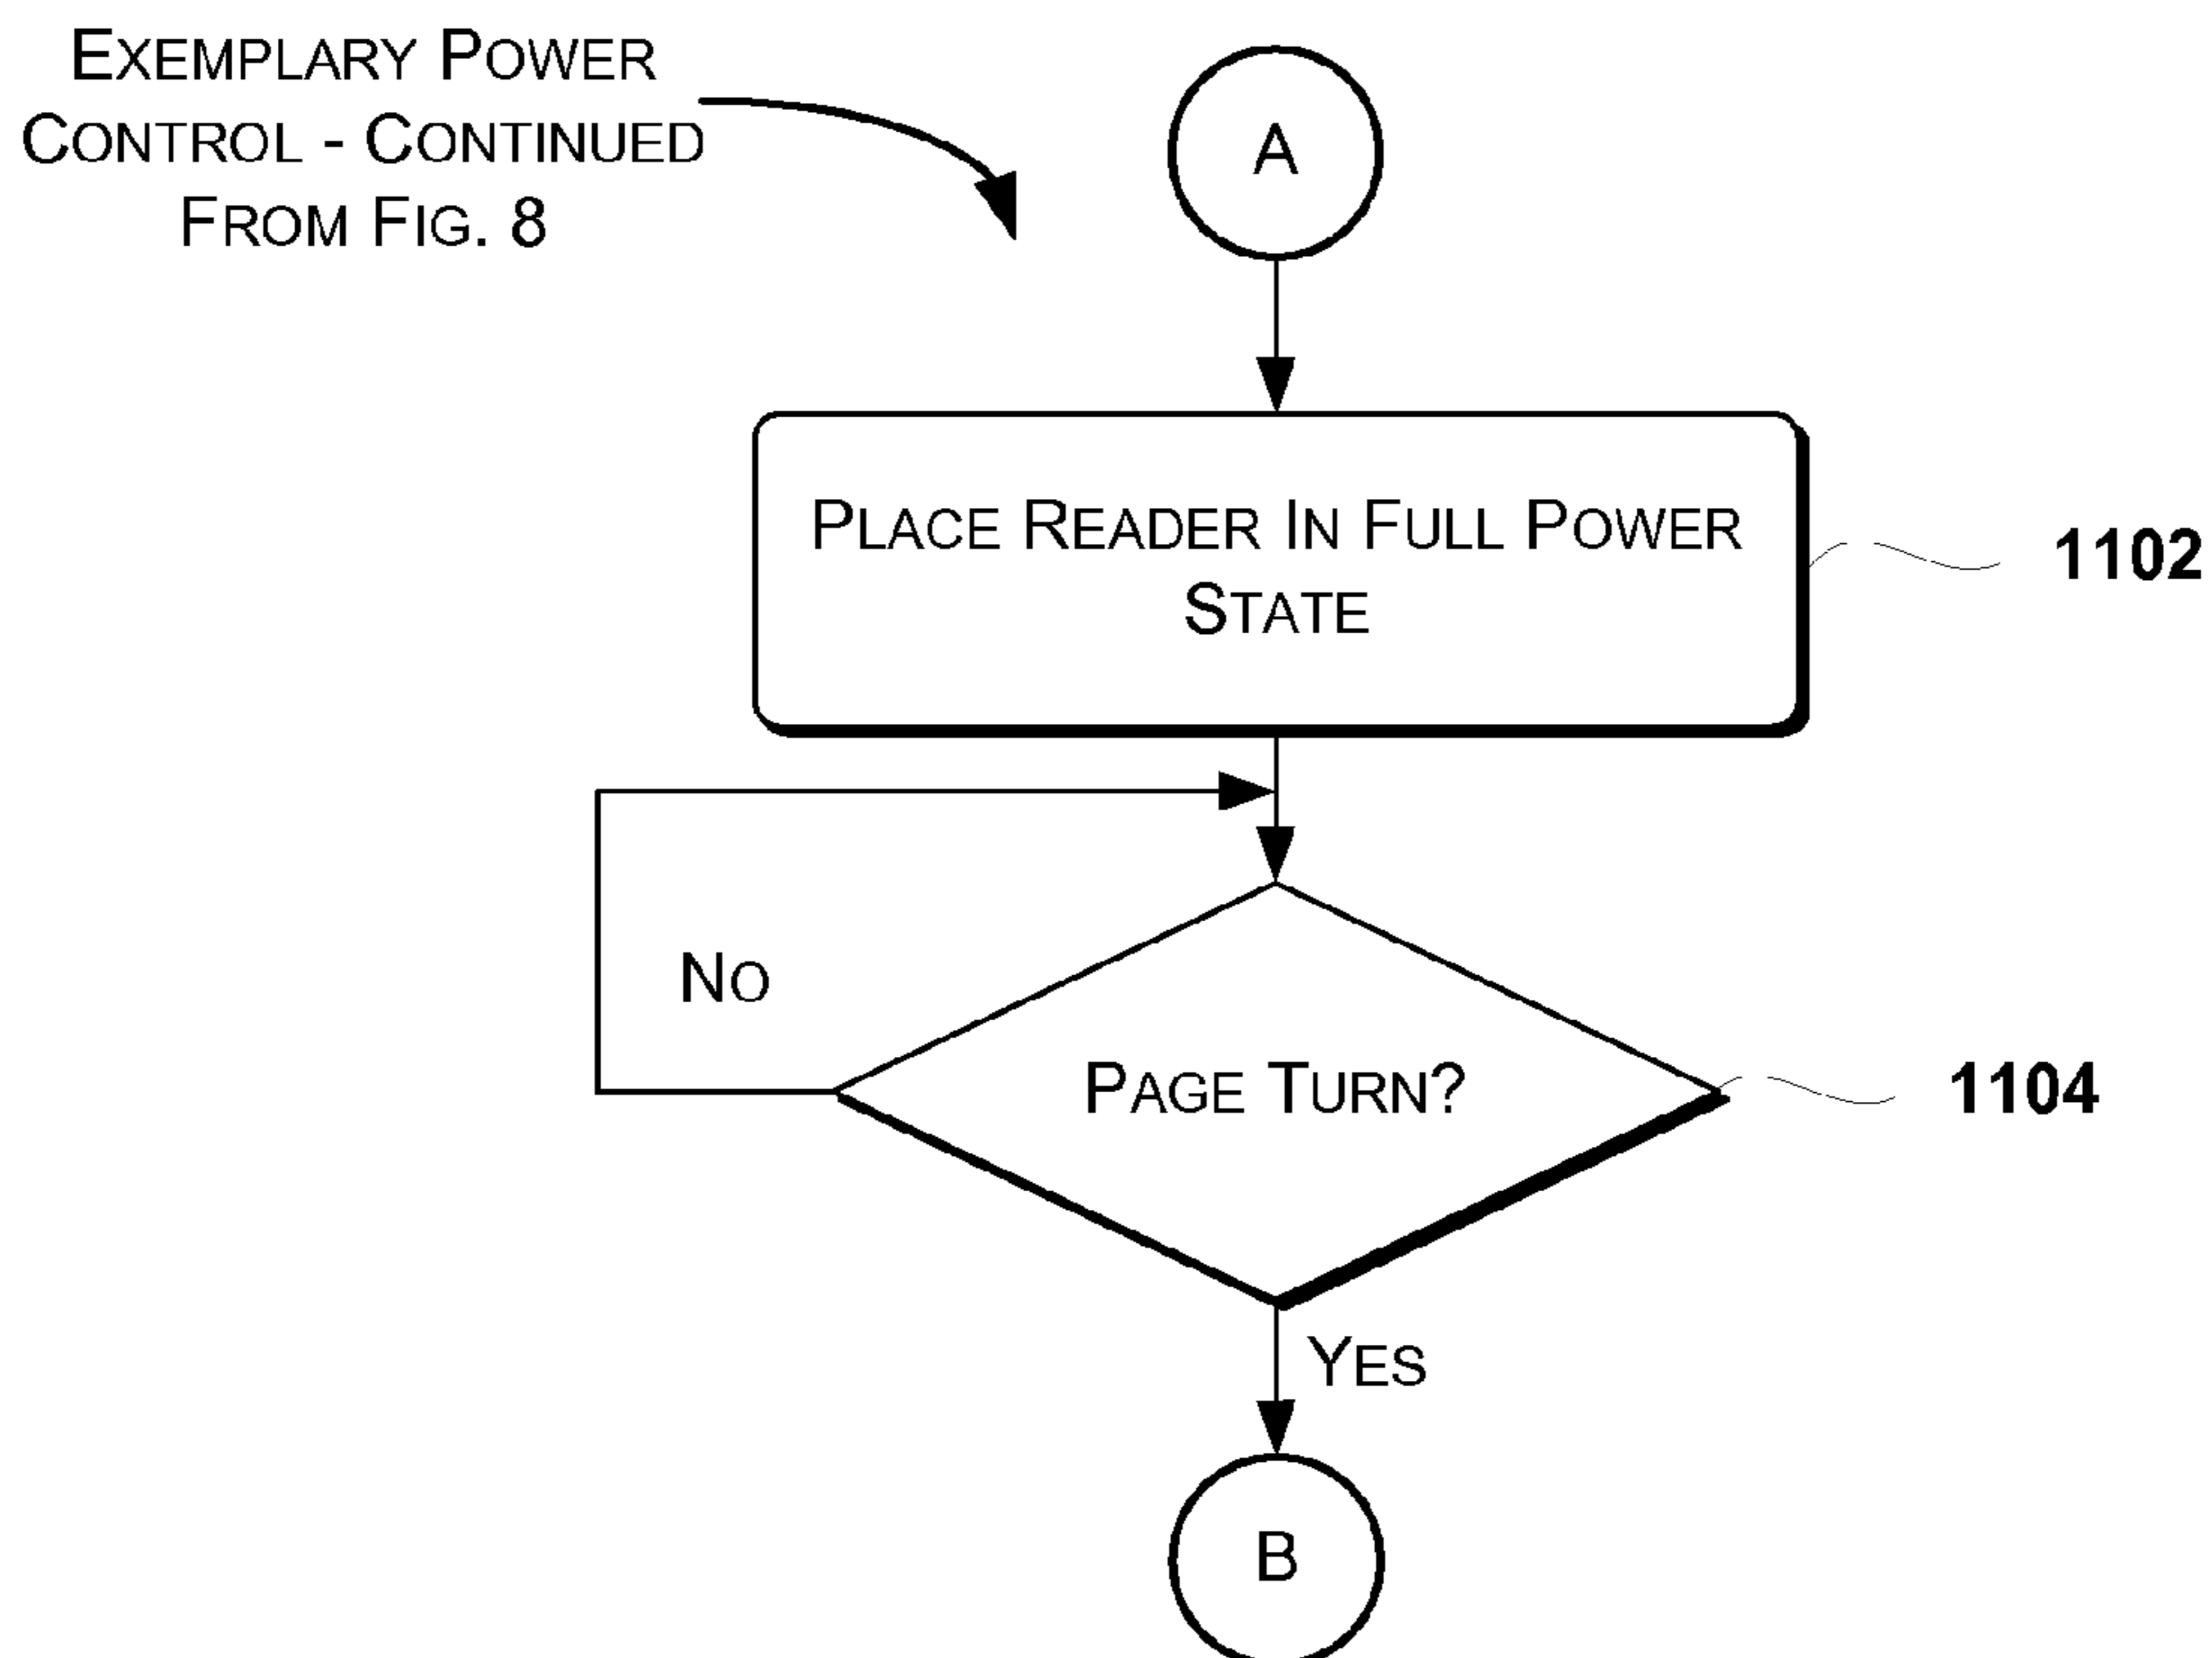 EXEMPLARY POWER
CONTROL - CONTINUED
FROM FIG. 8
A
PLACE READER IN FULL POWER
STATE
1102
NO
PAGE TURN?
1104
YES
B